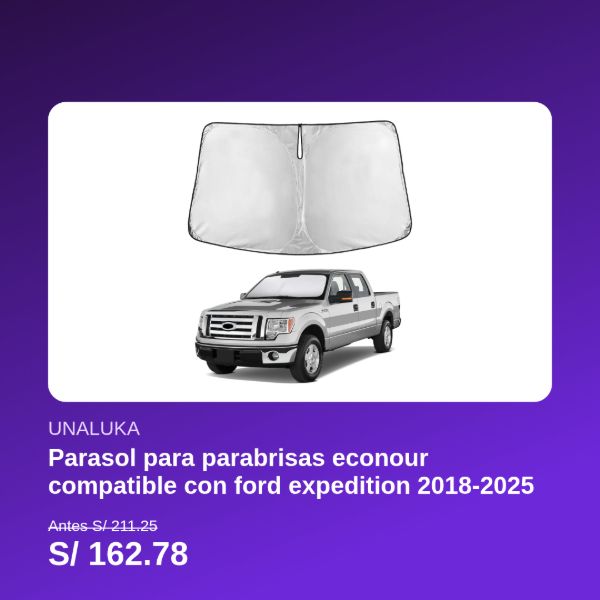 UNALUKA
Parasol para parabrisas econour
compatible con ford expedition 2018-2025
Antes S/ 211.25
S/ 162.78